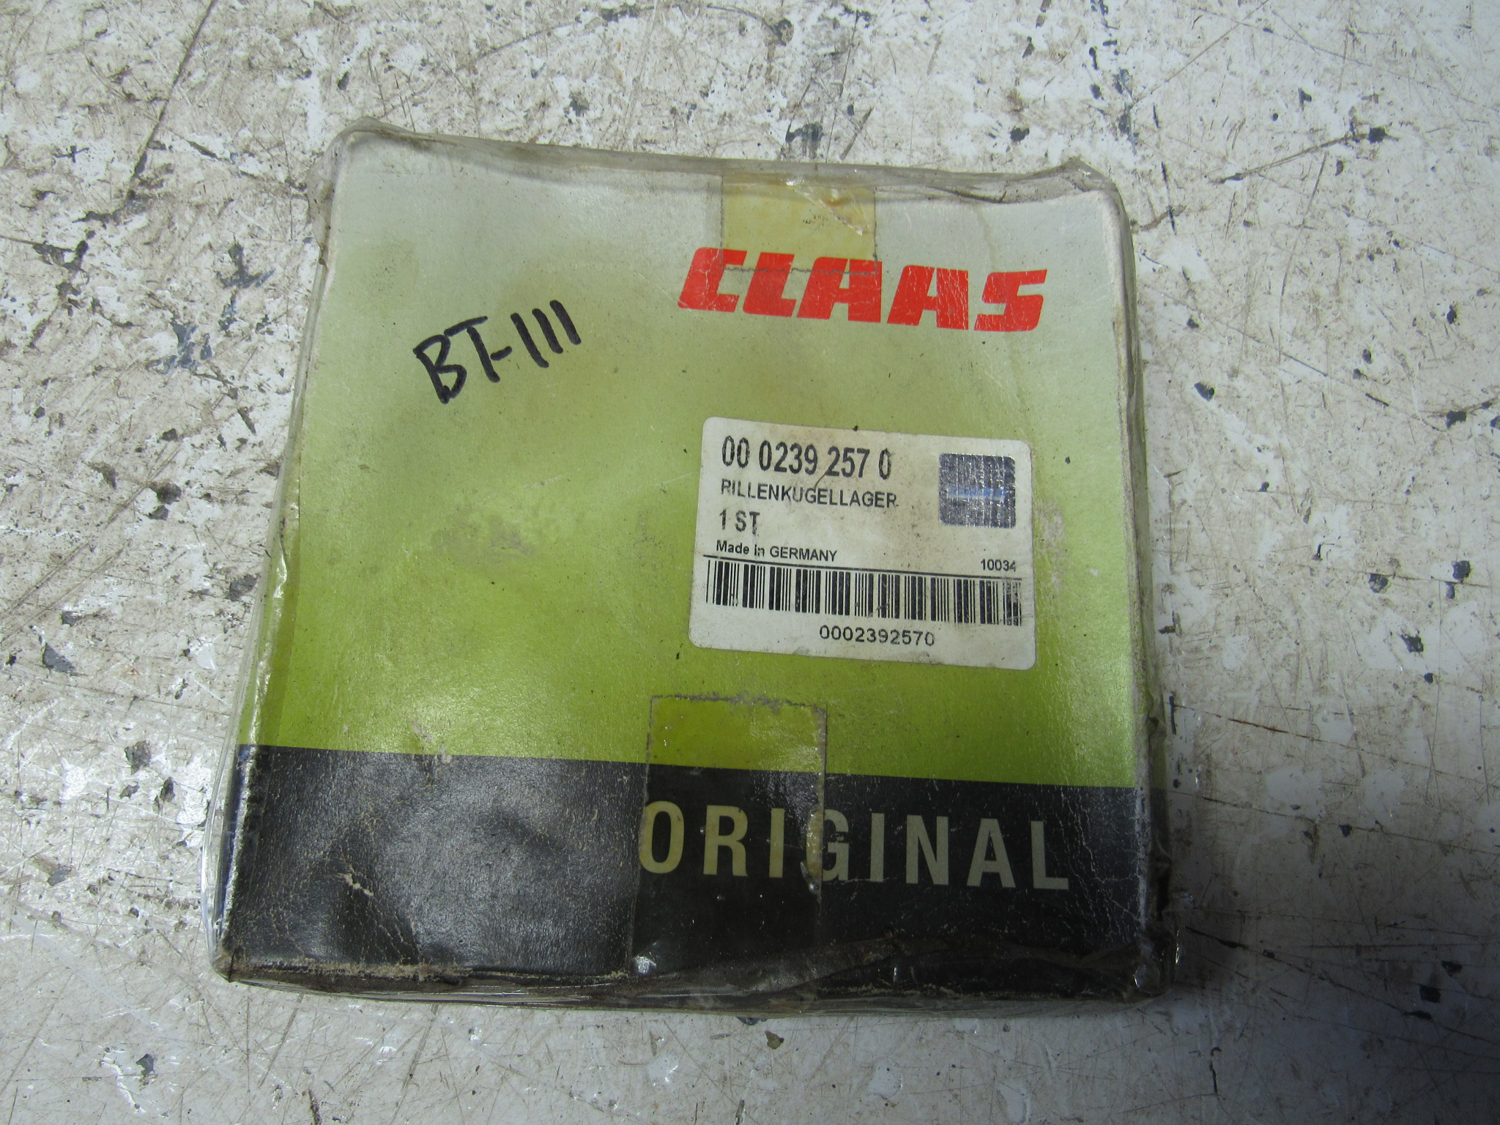 CLAAS
BT-111
00 0239 257 0
RILLENKUGELLAGER
1 ST
Made in GERMANY
10034
0002392570
ORIGINAL